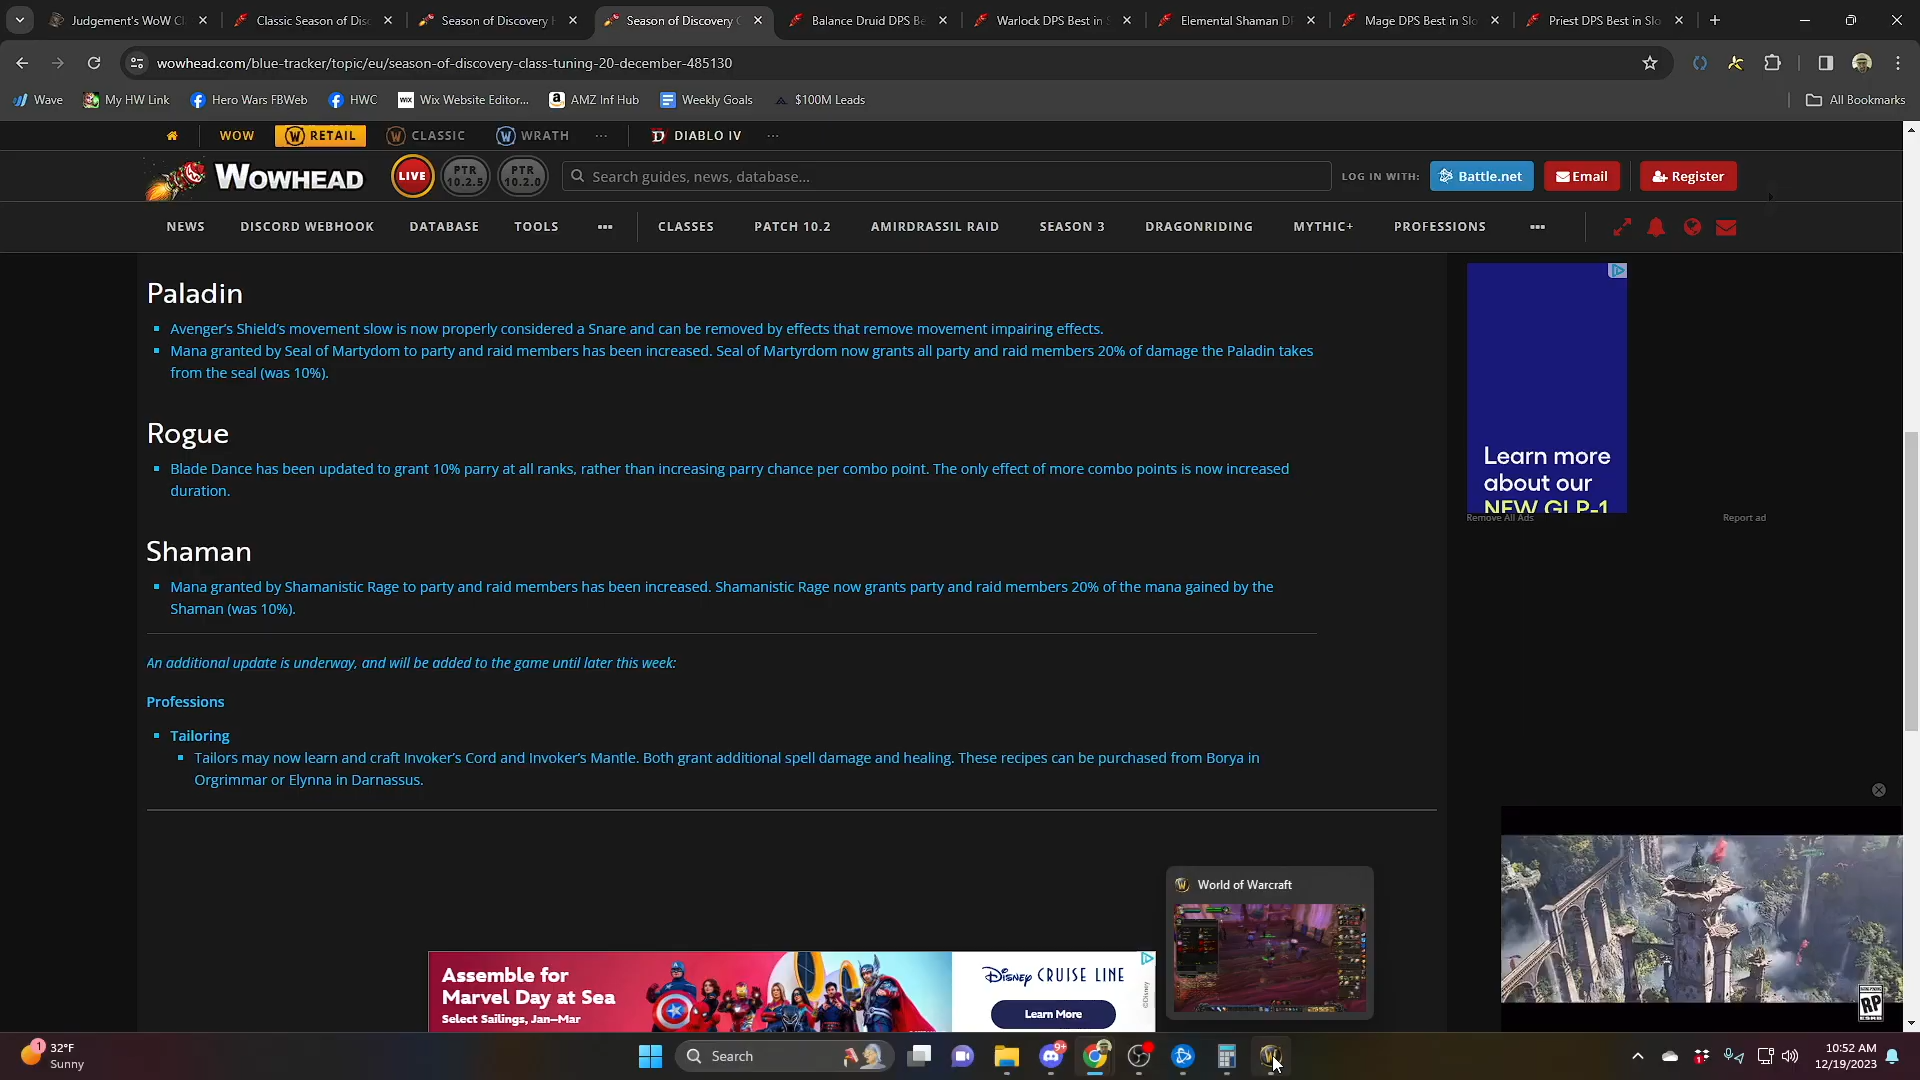 Judgement's WoW Cl
Classic Season of Disc
Season of Discovery
Season of Discovery
Balance Druid DPS Be
Warlock DPS Best in S
Elemental Shaman D
Mage DPS Best in Slo
Priest DPS Best in Slo
wowhead.com/blue-tracker/topic/eu/season-of-discovery-class-tuning-20-december-485130
Wave
My HW Link
Hero Wars FBWeb
HWC
WIX Wix Website Editor...
AMZ Inf Hub
Weekly Goals
$100M Leads
All Bookmarks
WOW
RETAIL
CLASSIC
WRATH
...
DIABLO IV
...
WOWHEAD
LIVE
PTR 10.2.5
PTR 10.2.0
Search guides, news, database...
LOG IN WITH:
Battle.net
Email
Register
NEWS
DISCORD WEBHOOK
DATABASE
TOOLS
...
CLASSES
PATCH 10.2
AMIRDRASSIL RAID
SEASON 3
DRAGONRIDING
MYTHIC+
PROFESSIONS
...
Paladin
Avenger's Shield's movement slow is now properly considered a Snare and can be removed by effects that remove movement impairing effects.
Mana granted by Seal of Martydom to party and raid members has been increased. Seal of Martyrdom now grants all party and raid members 20% of damage the Paladin takes
from the seal (was 10%).
Rogue
Blade Dance has been updated to grant 10% parry at all ranks, rather than increasing parry chance per combo point. The only effect of more combo points is now increased
duration.
Shaman
Mana granted by Shamanistic Rage to party and raid members has been increased. Shamanistic Rage now grants party and raid members 20% of the mana gained by the
Shaman (was 10%).
An additional update is underway, and will be added to the game until later this week:
Professions
Tailoring
Tailors may now learn and craft Invoker's Cord and Invoker's Mantle. Both grant additional spell damage and healing. These recipes can be purchased from Borya in
Orgrimmar or Elynna in Darnassus.
Learn more
about our
NEW GLP-1
Remove All Ads
Report ad
World of Warcraft
Assemble for
Marvel Day at Sea
Select Sailings, Jan—Mar
Disney CRUISE LINE
Learn More
©Disney
RP
ESRB
1
32°F
Sunny
Search
9+
10:52 AM
12/19/2023